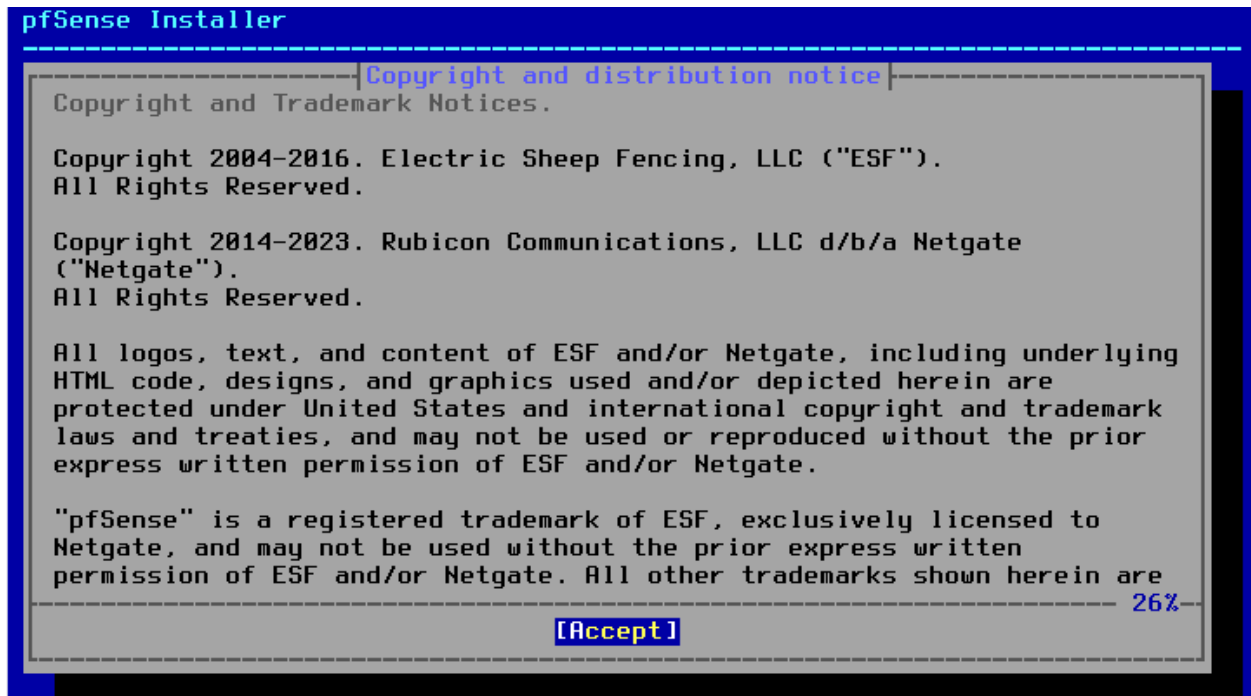 pfSense Installer
Copyright and distribution notice
Copyright and Trademark Notices.
Copyright 2004-2016. Electric Sheep Fencing, LLC ("ESF").
All Rights Reserved.
Copyright 2014-2023. Rubicon Communications, LLC d/b/a Netgate
("Netgate").
All Rights Reserved.
All logos, text, and content of ESF and/or Netgate, including underlying
HTML code, designs, and graphics used and/or depicted herein are
protected under United States and international copyright and trademark
laws and treaties, and may not be used or reproduced without the prior
express written permission of ESF and/or Netgate.
"pfSense" is a registered trademark of ESF, exclusively licensed to
Netgate, and may not be used without the prior express written
permission of ESF and/or Netgate. All other trademarks shown herein are
26%
[Accept]